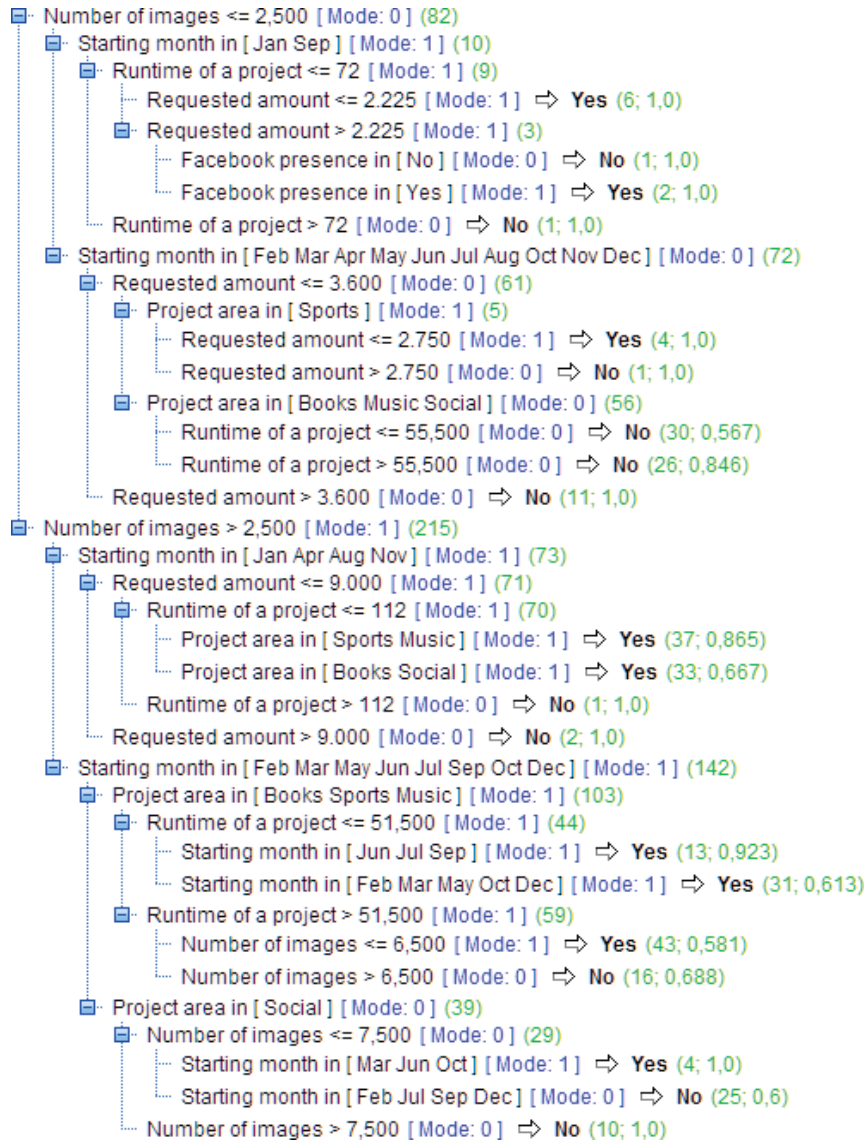 Number of images <= 2,500 [ Mode: 0 ] (82)
Starting month in [ Jan Sep ] [ Mode: 1 ] (10)
Runtime of a project <= 72 [ Mode: 1 ] (9)
Requested amount <= 2.225 [ Mode: 1 ] ⇨ Yes (6; 1,0)
Requested amount > 2.225 [ Mode: 1 ] (3)
Facebook presence in [ No ] [ Mode: 0 ] ⇨ No (1; 1,0)
Facebook presence in [ Yes ] [ Mode: 1 ] ⇨ Yes (2; 1,0)
Runtime of a project > 72 [ Mode: 0 ] ⇨ No (1; 1,0)
Starting month in [ Feb Mar Apr May Jun Jul Aug Oct Nov Dec ] [ Mode: 0 ] (72)
Requested amount <= 3.600 [ Mode: 0 ] (61)
Project area in [ Sports ] [ Mode: 1 ] (5)
Requested amount <= 2.750 [ Mode: 1 ] ⇨ Yes (4; 1,0)
Requested amount > 2.750 [ Mode: 0 ] ⇨ No (1; 1,0)
Project area in [ Books Music Social ] [ Mode: 0 ] (56)
Runtime of a project <= 55,500 [ Mode: 0 ] ⇨ No (30; 0,567)
Runtime of a project > 55,500 [ Mode: 0 ] ⇨ No (26; 0,846)
Requested amount > 3.600 [ Mode: 0 ] ⇨ No (11; 1,0)
Number of images > 2,500 [ Mode: 1 ] (215)
Starting month in [ Jan Apr Aug Nov ] [ Mode: 1 ] (73)
Requested amount <= 9.000 [ Mode: 1 ] (71)
Runtime of a project <= 112 [ Mode: 1 ] (70)
Project area in [ Sports Music ] [ Mode: 1 ] ⇨ Yes (37; 0,865)
Project area in [ Books Social ] [ Mode: 1 ] ⇨ Yes (33; 0,667)
Runtime of a project > 112 [ Mode: 0 ] ⇨ No (1; 1,0)
Requested amount > 9.000 [ Mode: 0 ] ⇨ No (2; 1,0)
Starting month in [ Feb Mar May Jun Jul Sep Oct Dec ] [ Mode: 1 ] (142)
Project area in [ Books Sports Music ] [ Mode: 1 ] (103)
Runtime of a project <= 51,500 [ Mode: 1 ] (44)
Starting month in [ Jun Jul Sep ] [ Mode: 1 ] ⇨ Yes (13; 0,923)
Starting month in [ Feb Mar May Oct Dec ] [ Mode: 1 ] ⇨ Yes (31; 0,613)
Runtime of a project > 51,500 [ Mode: 1 ] (59)
Number of images <= 6,500 [ Mode: 1 ] ⇨ Yes (43; 0,581)
Number of images > 6,500 [ Mode: 0 ] ⇨ No (16; 0,688)
Project area in [ Social ] [ Mode: 0 ] (39)
Number of images <= 7,500 [ Mode: 0 ] (29)
Starting month in [ Mar Jun Oct ] [ Mode: 1 ] ⇨ Yes (4; 1,0)
Starting month in [ Feb Jul Sep Dec ] [ Mode: 0 ] ⇨ No (25; 0,6)
Number of images > 7,500 [ Mode: 0 ] ⇨ No (10; 1,0)